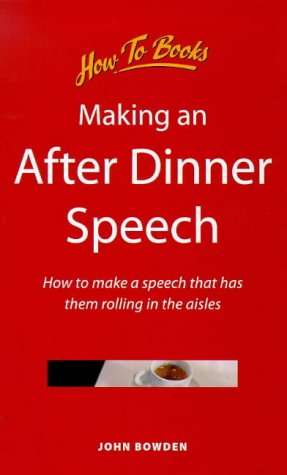 How To Books
Making an
After Dinner
Speech
How to make a speech that has
them rolling in the aisles
JOHN BOWDEN